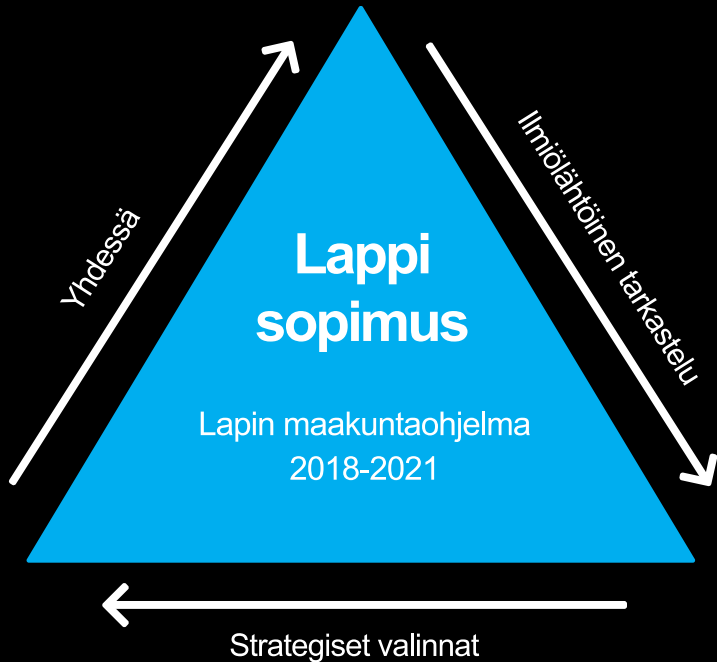 Yhdessä
Ilmiölähtöinen tarkastelu
Lappi
sopimus
Lapin maakuntaohjelma
2018-2021
Strategiset valinnat